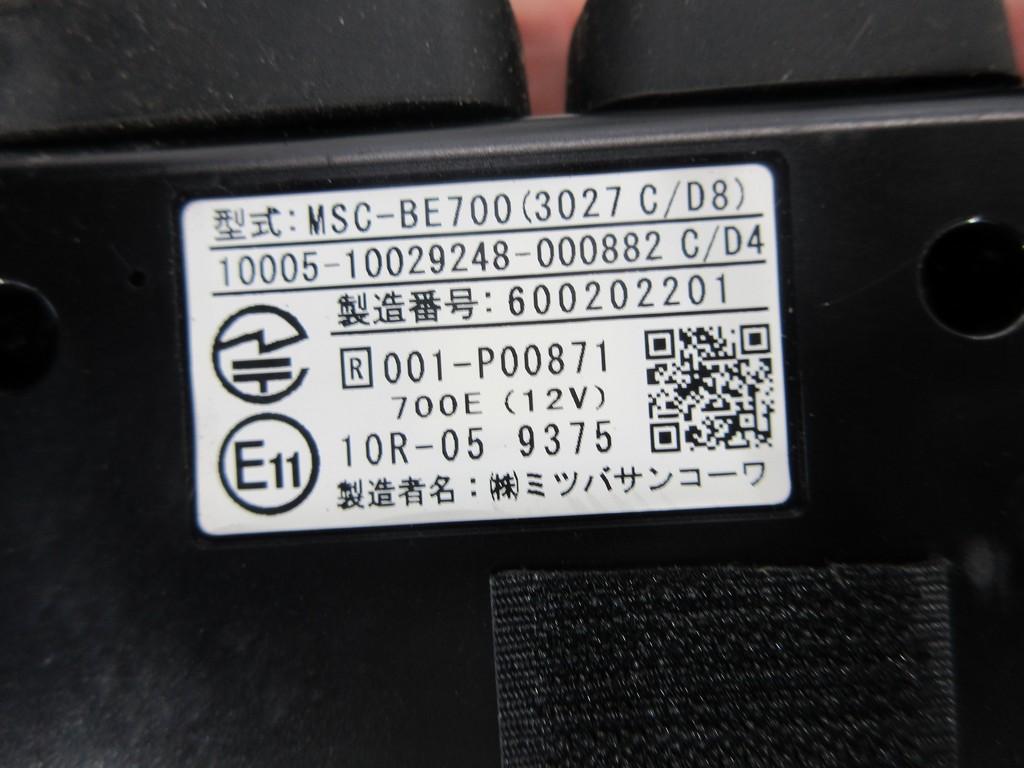 型式:MSC-BE700(3027 C/D8)
10005-10029248-000882 C/D4
製造番号:600202201
R 001-P00871
700E (12V)
10R-05 9375
E11
製造者名:㈱ミツバサンコーワ